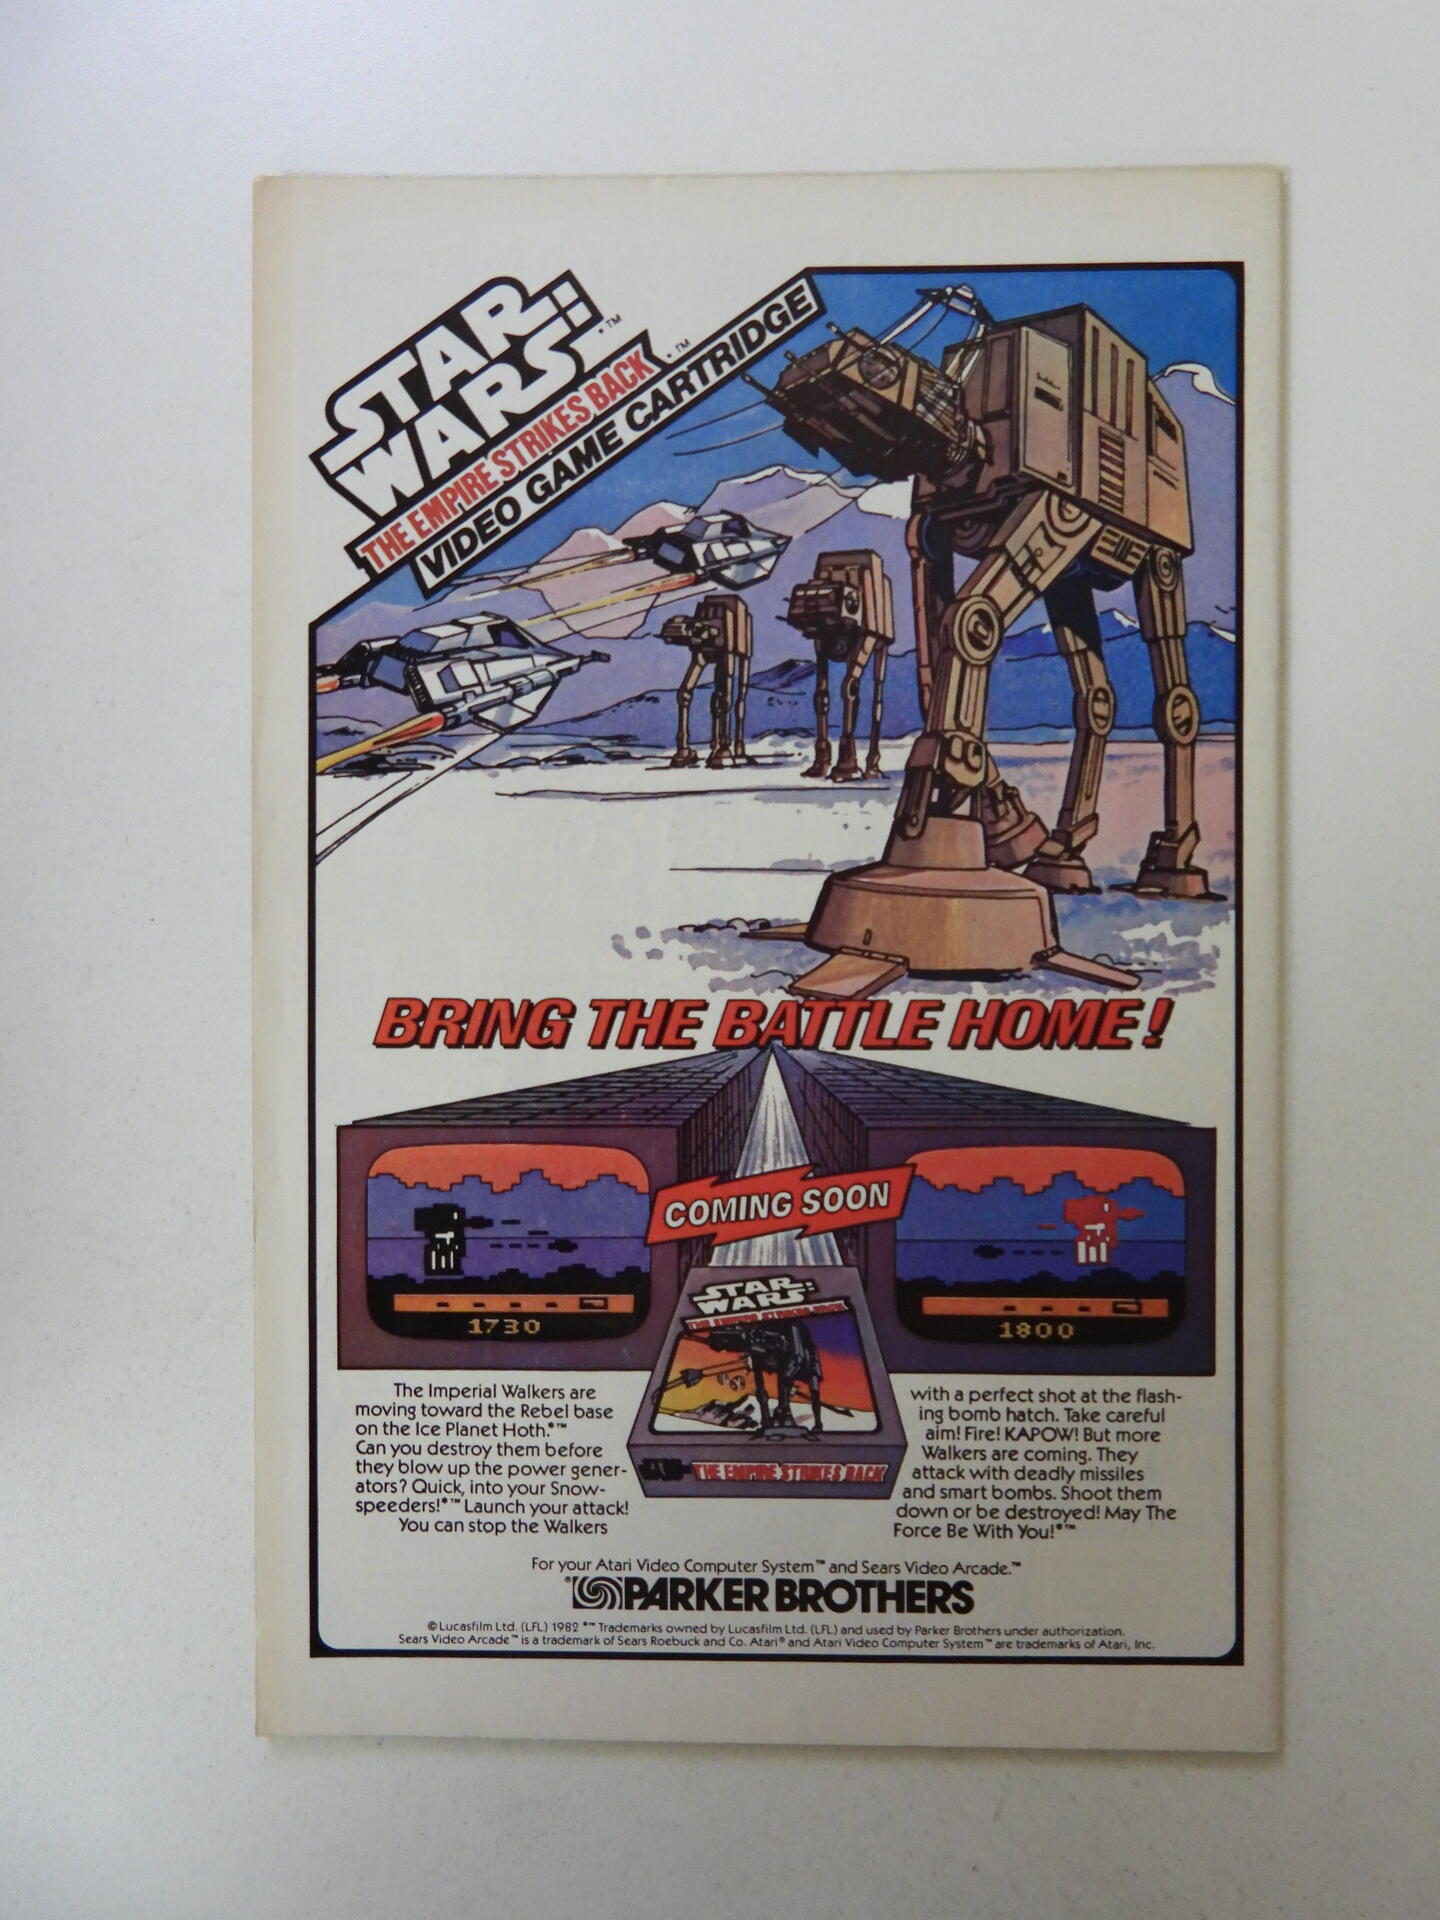 STAR
WARS:™
THE EMPIRE STRIKES BACK•™
VIDEO GAME CARTRIDGE
BRING THE BATTLE HOME!
COMING SOON
1730
1800
STAR
WARS:
THE EMPIRE STRIKES BACK
THE EMPIRE STRIKES BACK
The Imperial Walkers are
moving toward the Rebel base
on the Ice Planet Hoth.•™
Can you destroy them before
they blow up the power gener-
ators? Quick, into your Snow-
speeders!•™ Launch your attack!
You can stop the Walkers
with a perfect shot at the flash-
ing bomb hatch. Take careful
aim! Fire! KAPOW! But more
Walkers are coming. They
attack with deadly missiles
and smart bombs. Shoot them
down or be destroyed! May The
Force Be With You!•™
For your Atari Video Computer System™ and Sears Video Arcade.™
®PARKER BROTHERS
© Lucasfilm Ltd. (LFL) 1982 •™ Trademarks owned by Lucasfilm Ltd. (LFL) and used by Parker Brothers under authorization.
Sears Video Arcade™ is a trademark of Sears Roebuck and Co. Atari® and Atari Video Computer System™ are trademarks of Atari, Inc.